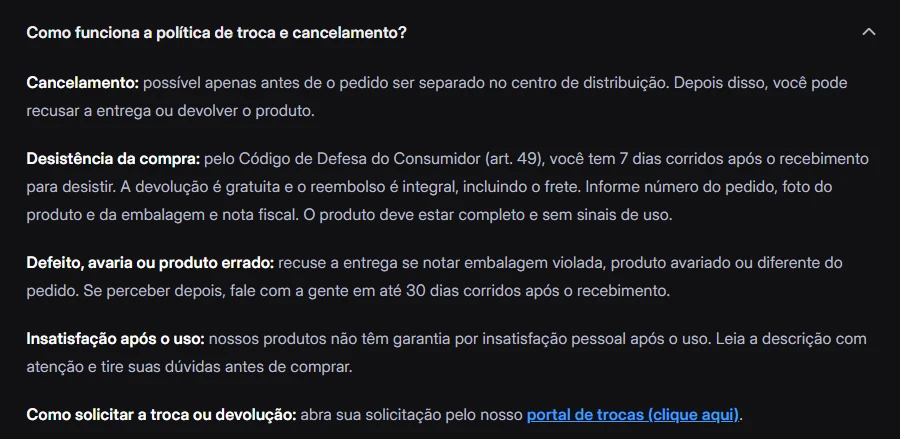 Como funciona a política de troca e cancelamento?
Cancelamento: possível apenas antes de o pedido ser separado no centro de distribuição. Depois disso, você pode
recusar a entrega ou devolver o produto.
Desistência da compra: pelo Código de Defesa do Consumidor (art. 49), você tem 7 dias corridos após o recebimento
para desistir. A devolução é gratuita e o reembolso é integral, incluindo o frete. Informe número do pedido, foto do
produto e da embalagem e nota fiscal. O produto deve estar completo e sem sinais de uso.
Defeito, avaria ou produto errado: recuse a entrega se notar embalagem violada, produto avariado ou diferente do
pedido. Se perceber depois, fale com a gente em até 30 dias corridos após o recebimento.
Insatisfação após o uso: nossos produtos não têm garantia por insatisfação pessoal após o uso. Leia a descrição com
atenção e tire suas dúvidas antes de comprar.
Como solicitar a troca ou devolução: abra sua solicitação pelo nosso portal de trocas (clique aqui).